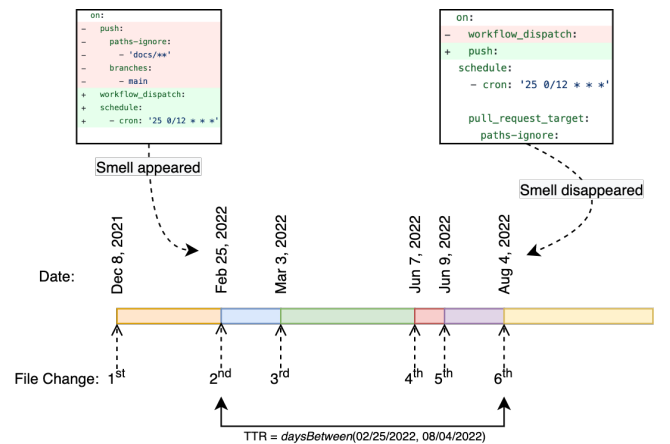 on:
- push:
- paths-ignore:
- - 'docs/**'
- branches:
- - main
+ workflow_dispatch:
+ schedule:
+ - cron: '25 0/12 * * *'
on:
- workflow_dispatch:
+ push:
schedule:
- cron: '25 0/12 * * *'
pull_request_target:
paths-ignore:
Smell appeared
Smell disappeared
Date:
Dec 8, 2021
Feb 25, 2022
Mar 3, 2022
Jun 7, 2022
Jun 9, 2022
Aug 4, 2022
File Change: 1st 2nd 3rd 4th 5th 6th
TTR = daysBetween(02/25/2022, 08/04/2022)